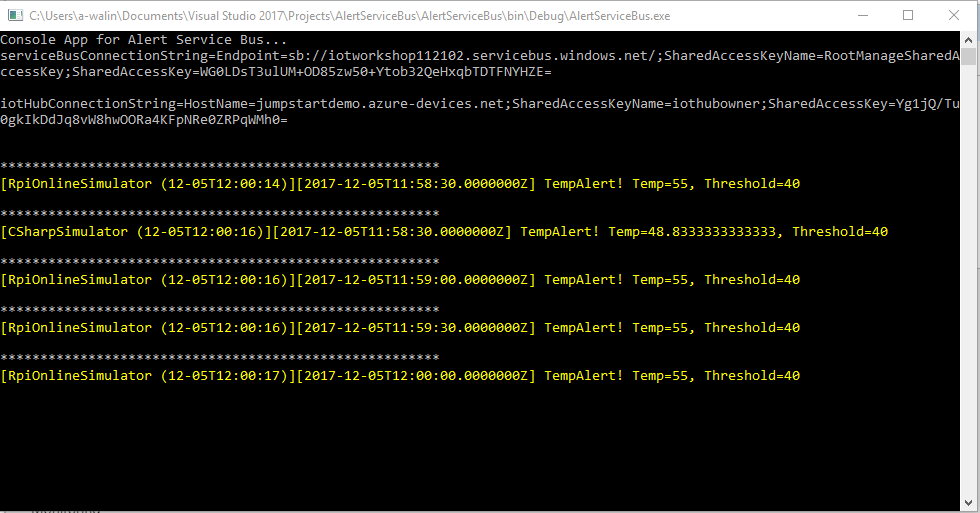 C:\Users\a-walin\Documents\Visual Studio 2017\Projects\AlertServiceBus\AlertServiceBus\bin\Debug\AlertServiceBus.exe
Console App for Alert Service Bus...
serviceBusConnectionString=Endpoint=sb://iotworkshop112102.servicebus.windows.net/;SharedAccessKeyName=RootManageSharedA
ccessKey;SharedAccessKey=WG0LDsT3ulUM+OD85zw50+Ytob32QeHxqbTDTFNYHZE=
iotHubConnectionString=HostName=jumpstartdemo.azure-devices.net;SharedAccessKeyName=iothubowner;SharedAccessKey=Yg1jQ/Tu
0gkIkDdJq8vW8hwOORa4KFpNRe0ZRPqWMh0=
*******************************************************
[RpiOnlineSimulator (12-05T12:00:14)][2017-12-05T11:58:30.0000000Z] TempAlert! Temp=55, Threshold=40
*******************************************************
[CSharpSimulator (12-05T12:00:16)][2017-12-05T11:58:30.0000000Z] TempAlert! Temp=48.8333333333333, Threshold=40
*******************************************************
[RpiOnlineSimulator (12-05T12:00:16)][2017-12-05T11:59:00.0000000Z] TempAlert! Temp=55, Threshold=40
*******************************************************
[RpiOnlineSimulator (12-05T12:00:16)][2017-12-05T11:59:30.0000000Z] TempAlert! Temp=55, Threshold=40
*******************************************************
[RpiOnlineSimulator (12-05T12:00:17)][2017-12-05T12:00:00.0000000Z] TempAlert! Temp=55, Threshold=40